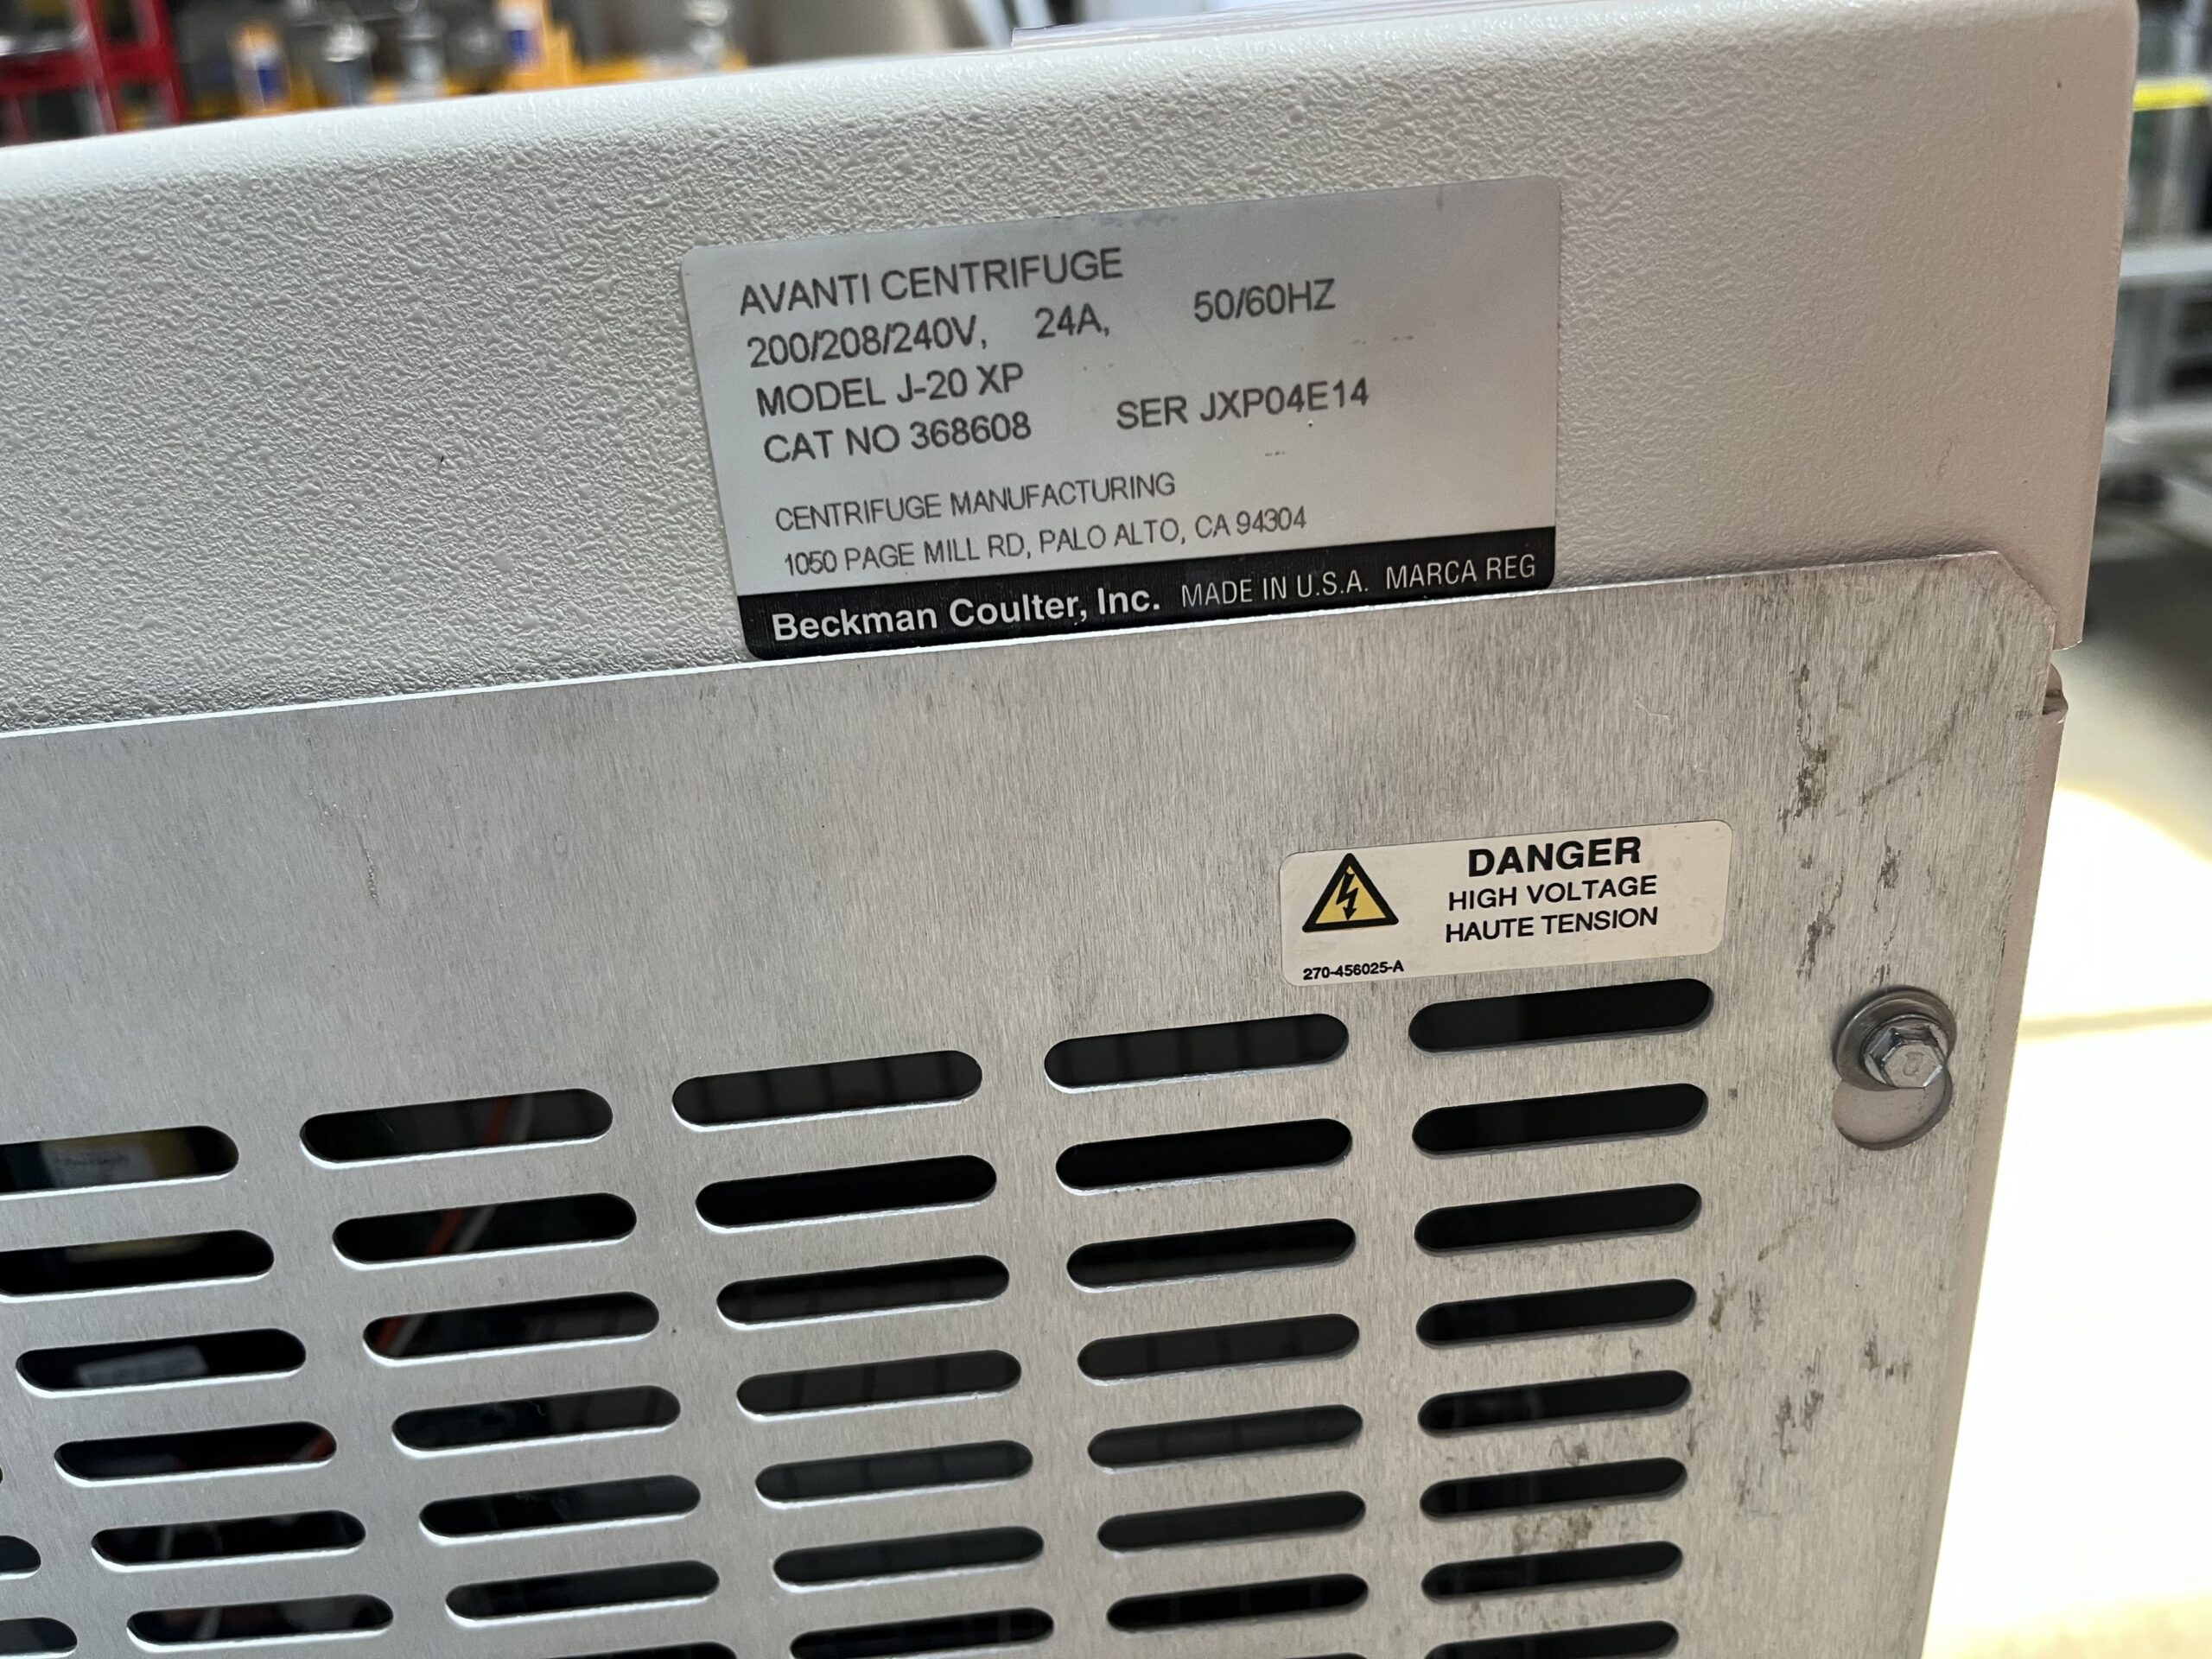 AVANTI CENTRIFUGE
200/208/240V, 24A, 50/60HZ
MODEL J-20 XP
CAT NO 368608 SER JXP04E14
CENTRIFUGE MANUFACTURING
1050 PAGE MILL RD, PALO ALTO, CA 94304
Beckman Coulter, Inc. MADE IN U.S.A. MARCA REG
DANGER
HIGH VOLTAGE
HAUTE TENSION
270-456025-A